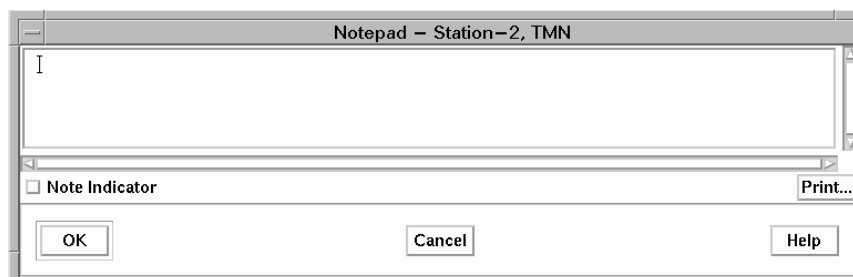 Notepad – Station–2, TMN
Note Indicator
Print...
OK
Cancel
Help